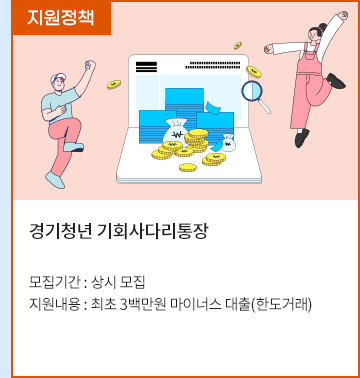 지원정책
경기청년 기회사다리통장
모집기간 : 상시 모집
지원내용 : 최초 3백만원 마이너스 대출(한도거래)